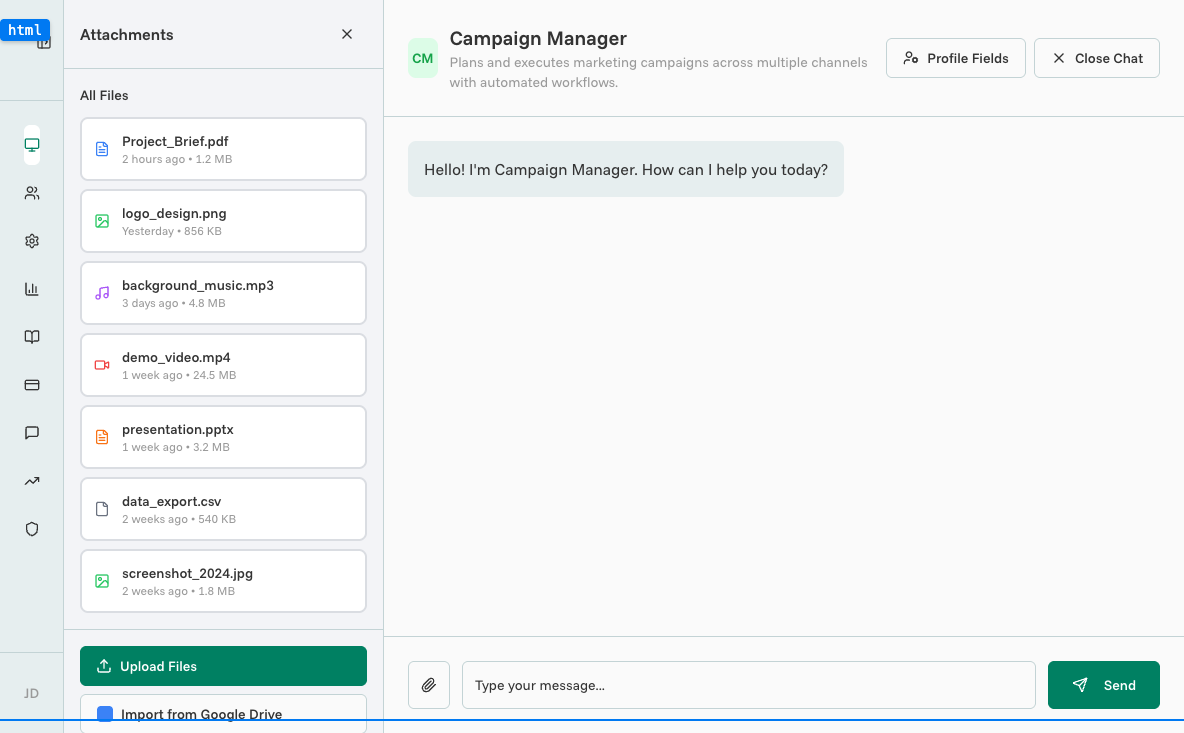 html
Attachments
All Files
Project_Brief.pdf
2 hours ago • 1.2 MB
logo_design.png
Yesterday • 856 KB
background_music.mp3
3 days ago • 4.8 MB
demo_video.mp4
1 week ago • 24.5 MB
presentation.pptx
1 week ago • 3.2 MB
data_export.csv
2 weeks ago • 540 KB
screenshot_2024.jpg
2 weeks ago • 1.8 MB
Upload Files
Import from Google Drive
JD
CM
Campaign Manager
Plans and executes marketing campaigns across multiple channels
with automated workflows.
Profile Fields
Close Chat
Hello! I'm Campaign Manager. How can I help you today?
Type your message...
Send